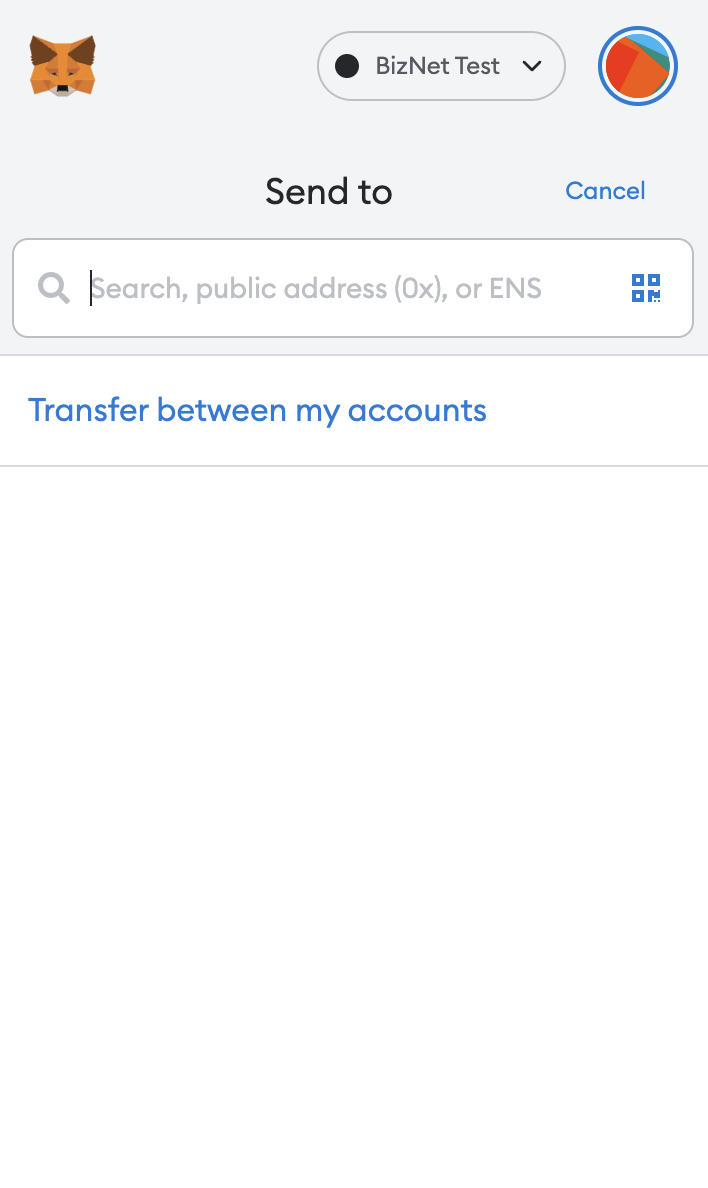 BizNet Test
Send to
Cancel
Search, public address (0x), or ENS
Transfer between my accounts